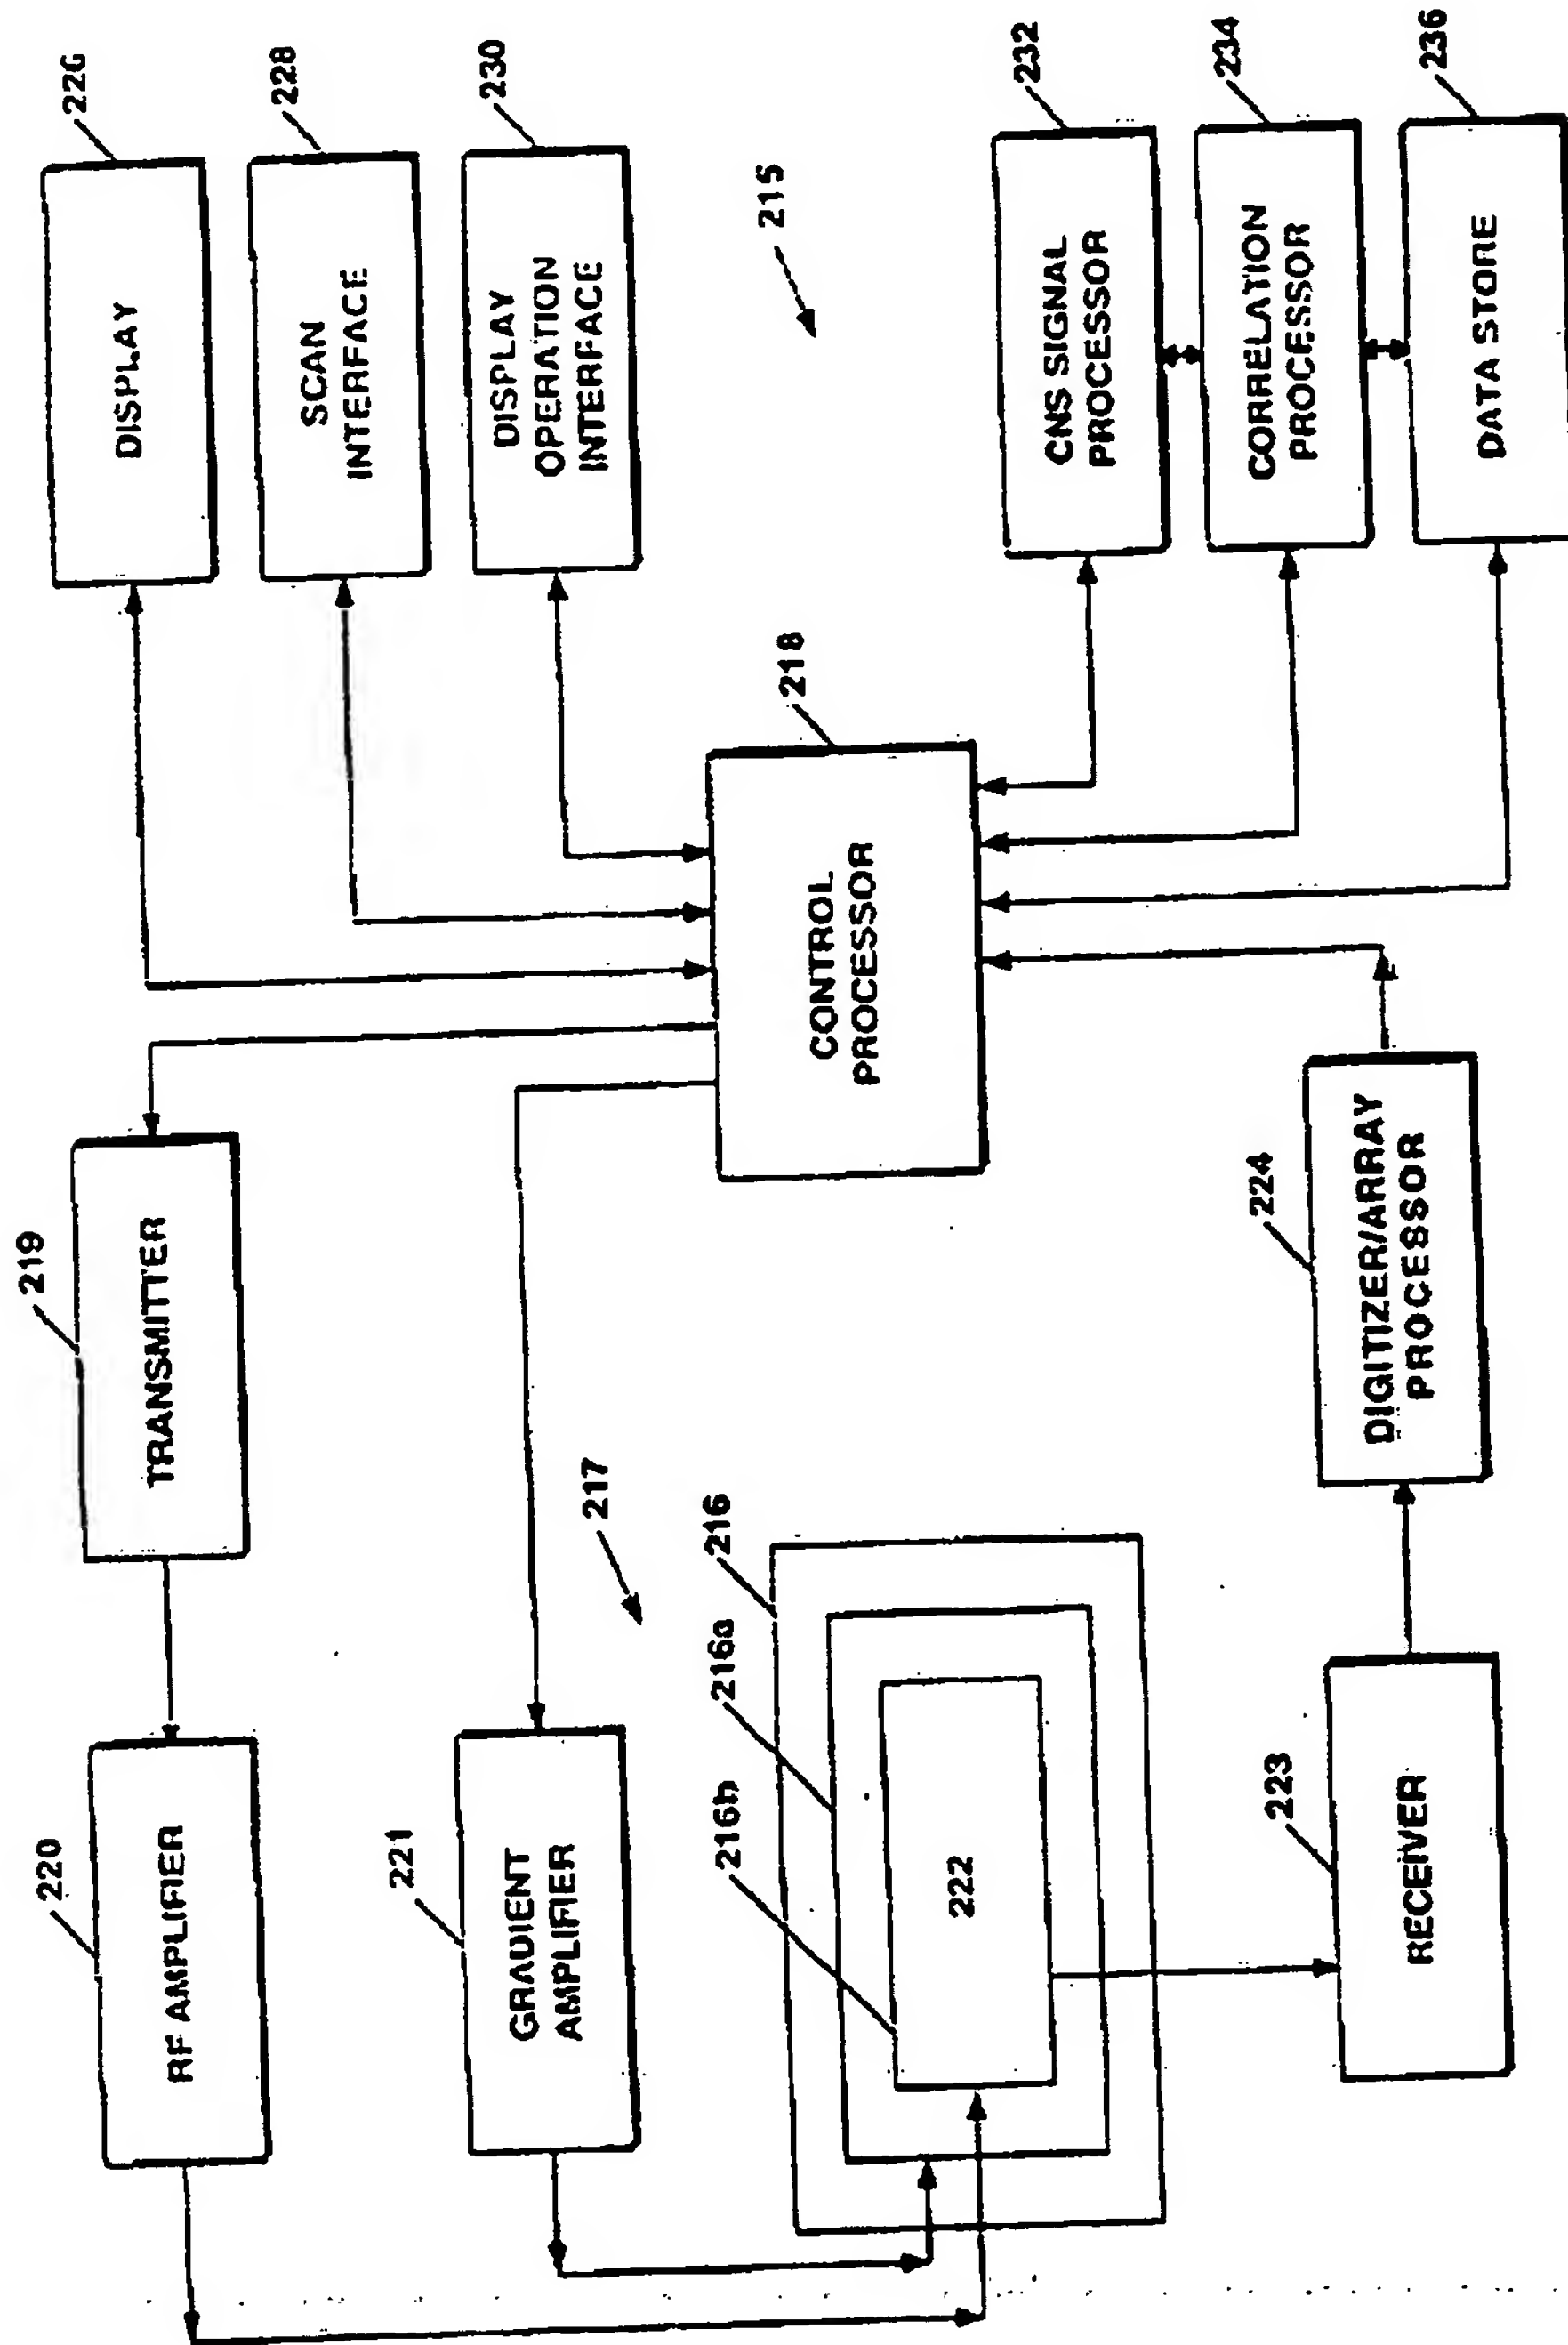 220
RF AMPLIFIER
219
TRANSMITTER
226
DISPLAY
228
SCAN
INTERFACE
221
GRADIENT
AMPLIFIER
230
DISPLAY
OPERATION
INTERFACE
217
216
216a
216b
222
218
CONTROL
PROCESSOR
215
232
CNS SIGNAL
PROCESSOR
234
CORRELATION
PROCESSOR
236
DATA STORE
223
RECEIVER
224
DIGITIZER/ARRAY
PROCESSOR